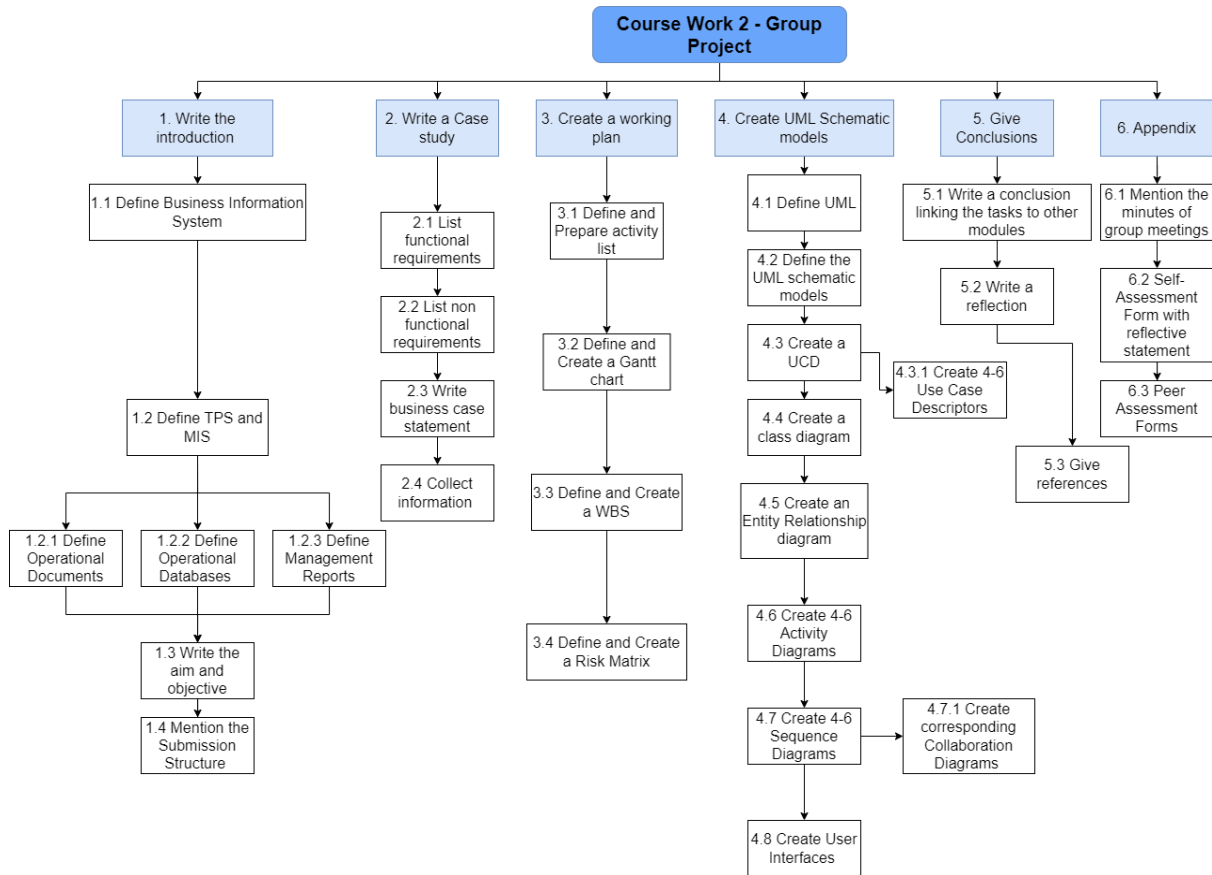 Course Work 2 - Group
Project
1. Write the
introduction
2. Write a Case
study
3. Create a working
plan
4. Create UML Schematic
models
5. Give
Conclusions
6. Appendix
1.1 Define Business Information
System
1.2 Define TPS and
MIS
1.2.1 Define
Operational
Documents
1.2.2 Define
Operational
Databases
1.2.3 Define
Management
Reports
1.3 Write the
aim and
objective
1.4 Mention the
Submission
Structure
2.1 List
functional
requirements
2.2 List non
functional
requirements
2.3 Write
business case
statement
2.4 Collect
information
3.1 Define and
Prepare activity
list
3.2 Define and
Create a Gantt
chart
3.3 Define and Create
a WBS
3.4 Define and Create
a Risk Matrix
4.1 Define UML
4.2 Define the
UML schematic
models
4.3 Create a
UCD
4.3.1 Create 4-6
Use Case
Descriptors
4.4 Create a
class diagram
4.5 Create an
Entity Relationship
diagram
4.6 Create 4-6
Activity
Diagrams
4.7 Create 4-6
Sequence
Diagrams
4.7.1 Create
corresponding
Collaboration
Diagrams
4.8 Create User
Interfaces
5.1 Write a conclusion
linking the tasks to other
modules
5.2 Write a
reflection
5.3 Give
references
6.1 Mention the
minutes of
group meetings
6.2 Self-
Assessment
Form with
reflective
statement
6.3 Peer
Assessment
Forms